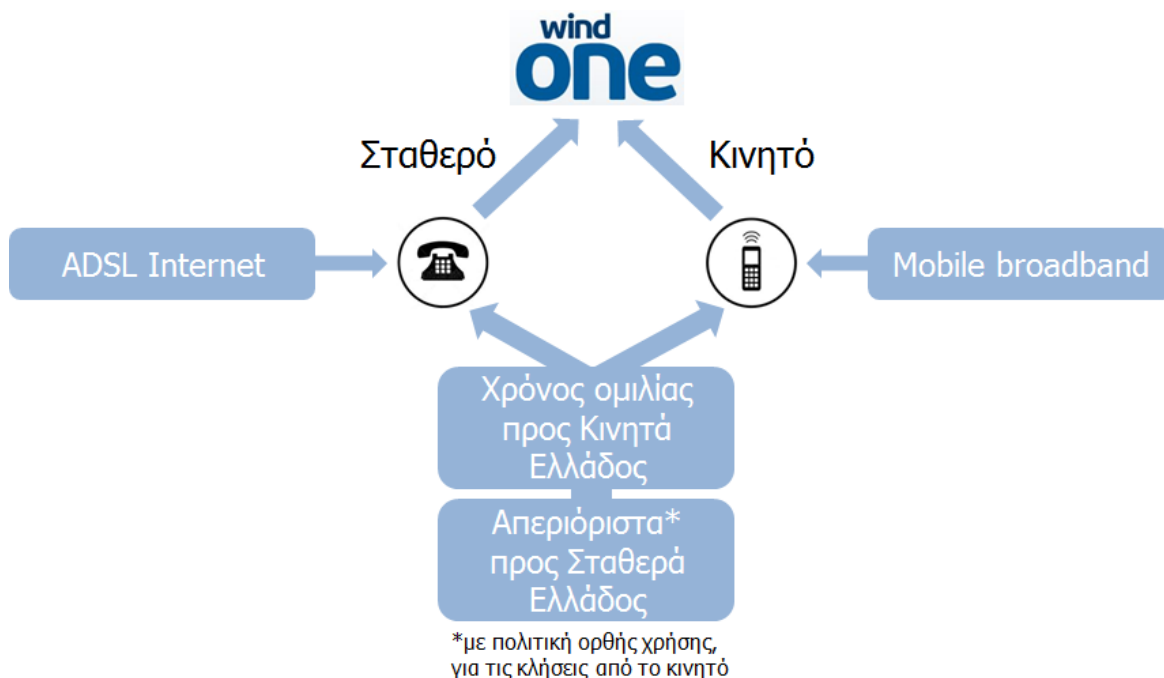 wind
one
Σταθερό
Κινητό
ADSL Internet
Mobile broadband
Χρόνος ομιλίας
προς Κινητά
Ελλάδος
Απεριόριστα*
προς Σταθερά
Ελλάδος
*με πολιτική ορθής χρήσης,
για τις κλήσεις από το κινητό